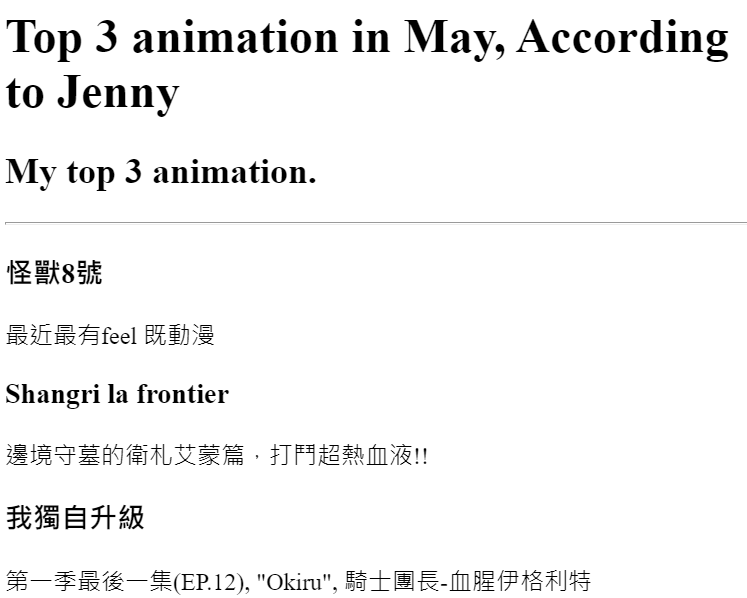 Top 3 animation in May, According
to Jenny
My top 3 animation.
怪獸8號
最近最有feel 既動漫
Shangri la frontier
邊境守墓的衛札艾蒙篇，打鬥超熱血液!!
我獨自升級
第一季最後一集(EP.12), "Okiru", 騎士團長-血腥伊格利特